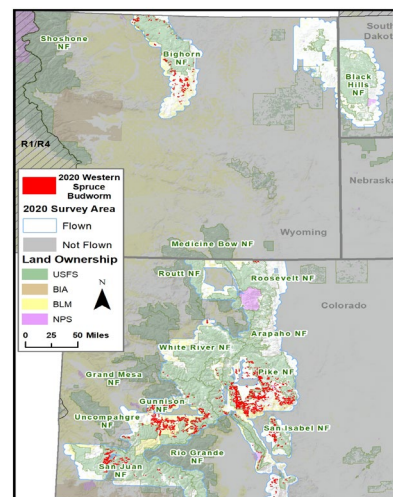 Shoshone
NF
Bighorn
NF
South
Dakota
Black
Hills
NF
R1/R4
Nebraska
2020 Western
Spruce
Budworm
2020 Survey Area
Flown
Not Flown
Land Ownership
USFS
BIA
BLM
NPS
N
0 25 50 Miles
Wyoming
Medicine Bow NF
Routt NF
Roosevelt NF
Colorado
Arapaho NF
White River NF
Pike NF
Grand Mesa
NF
Gunnison
NF
Uncompahgre
NF
San Isabel
NF
Rio Grande
NF
San Juan
NF